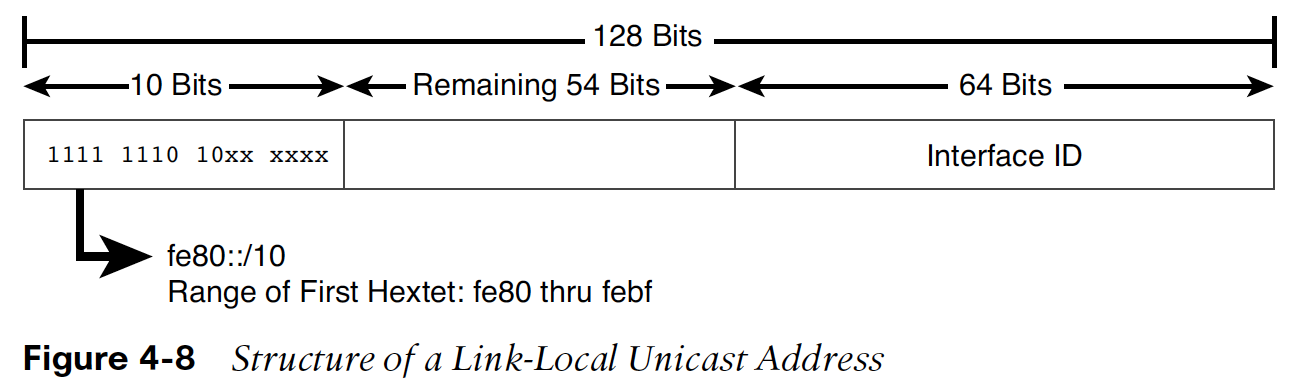 128 Bits
10 Bits Remaining 54 Bits 64 Bits
1111 1110 10xx xxxx Interface ID
fe80::/10
Range of First Hextet: fe80 thru febf
Figure 4-8 Structure of a Link-Local Unicast Address